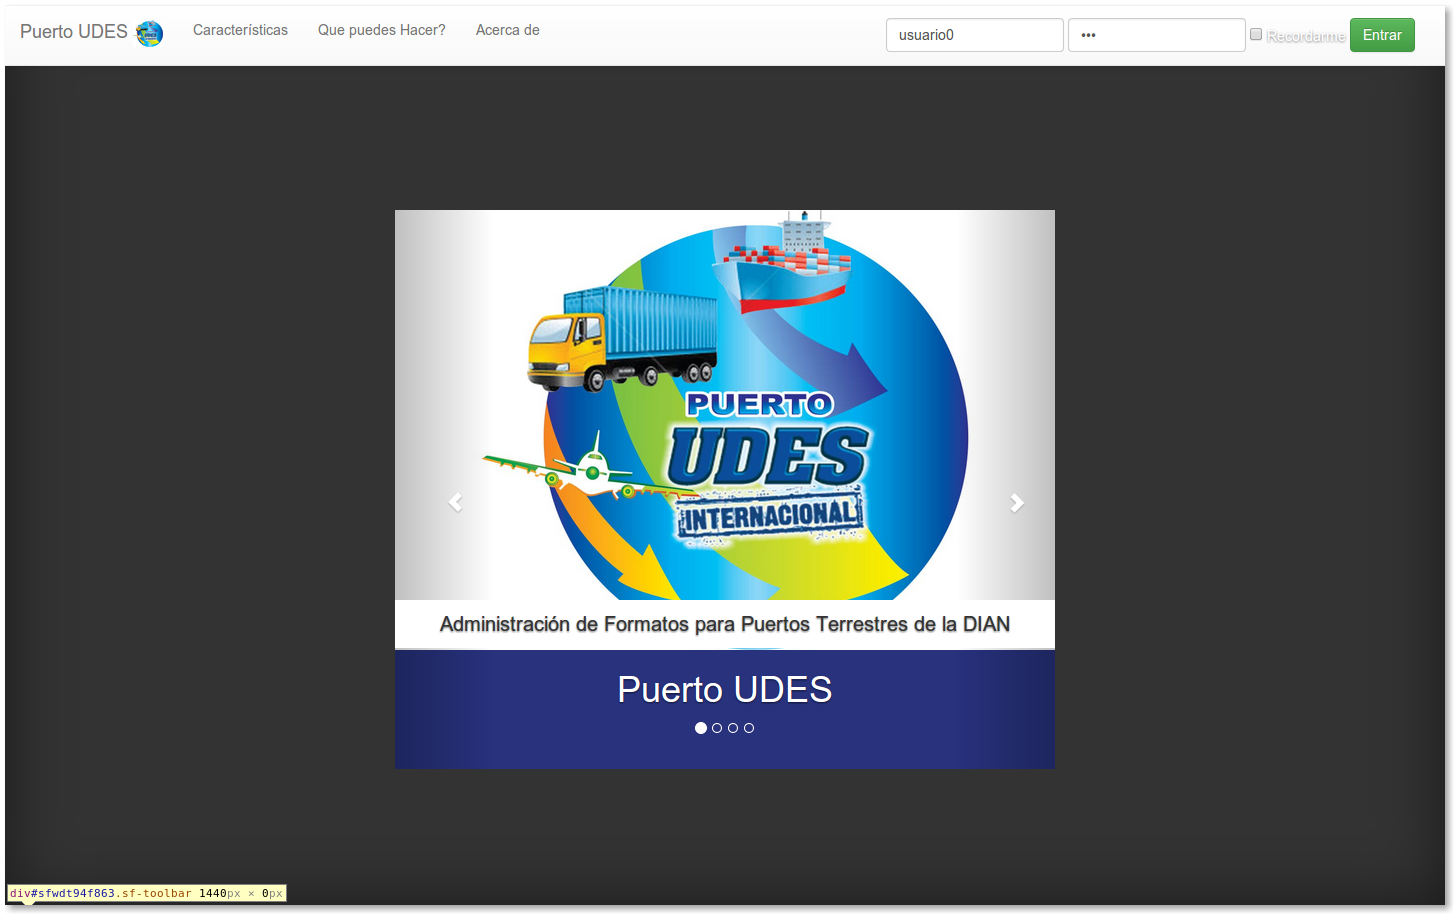 Puerto UDES Características Que puedes Hacer? Acerca de usuario0 ••• Recordarme Entrar
PUERTO
UDES
INTERNACIONAL
Administración de Formatos para Puertos Terrestres de la DIAN
Puerto UDES
div#sfwdt94f863.sf-toolbar 1440px × 0px